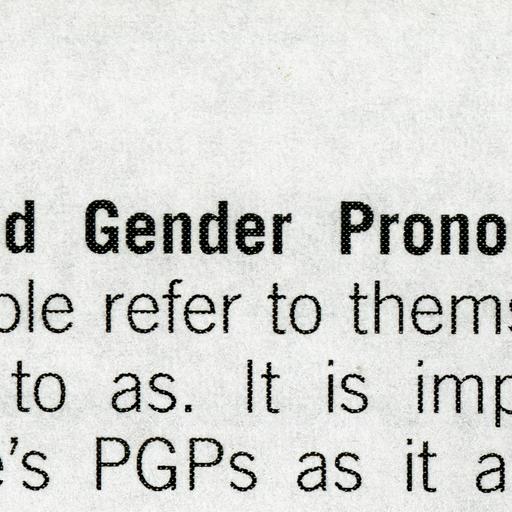 d Gender Prono
ple refer to thems
to as. It is imp
e's PGPs as it a